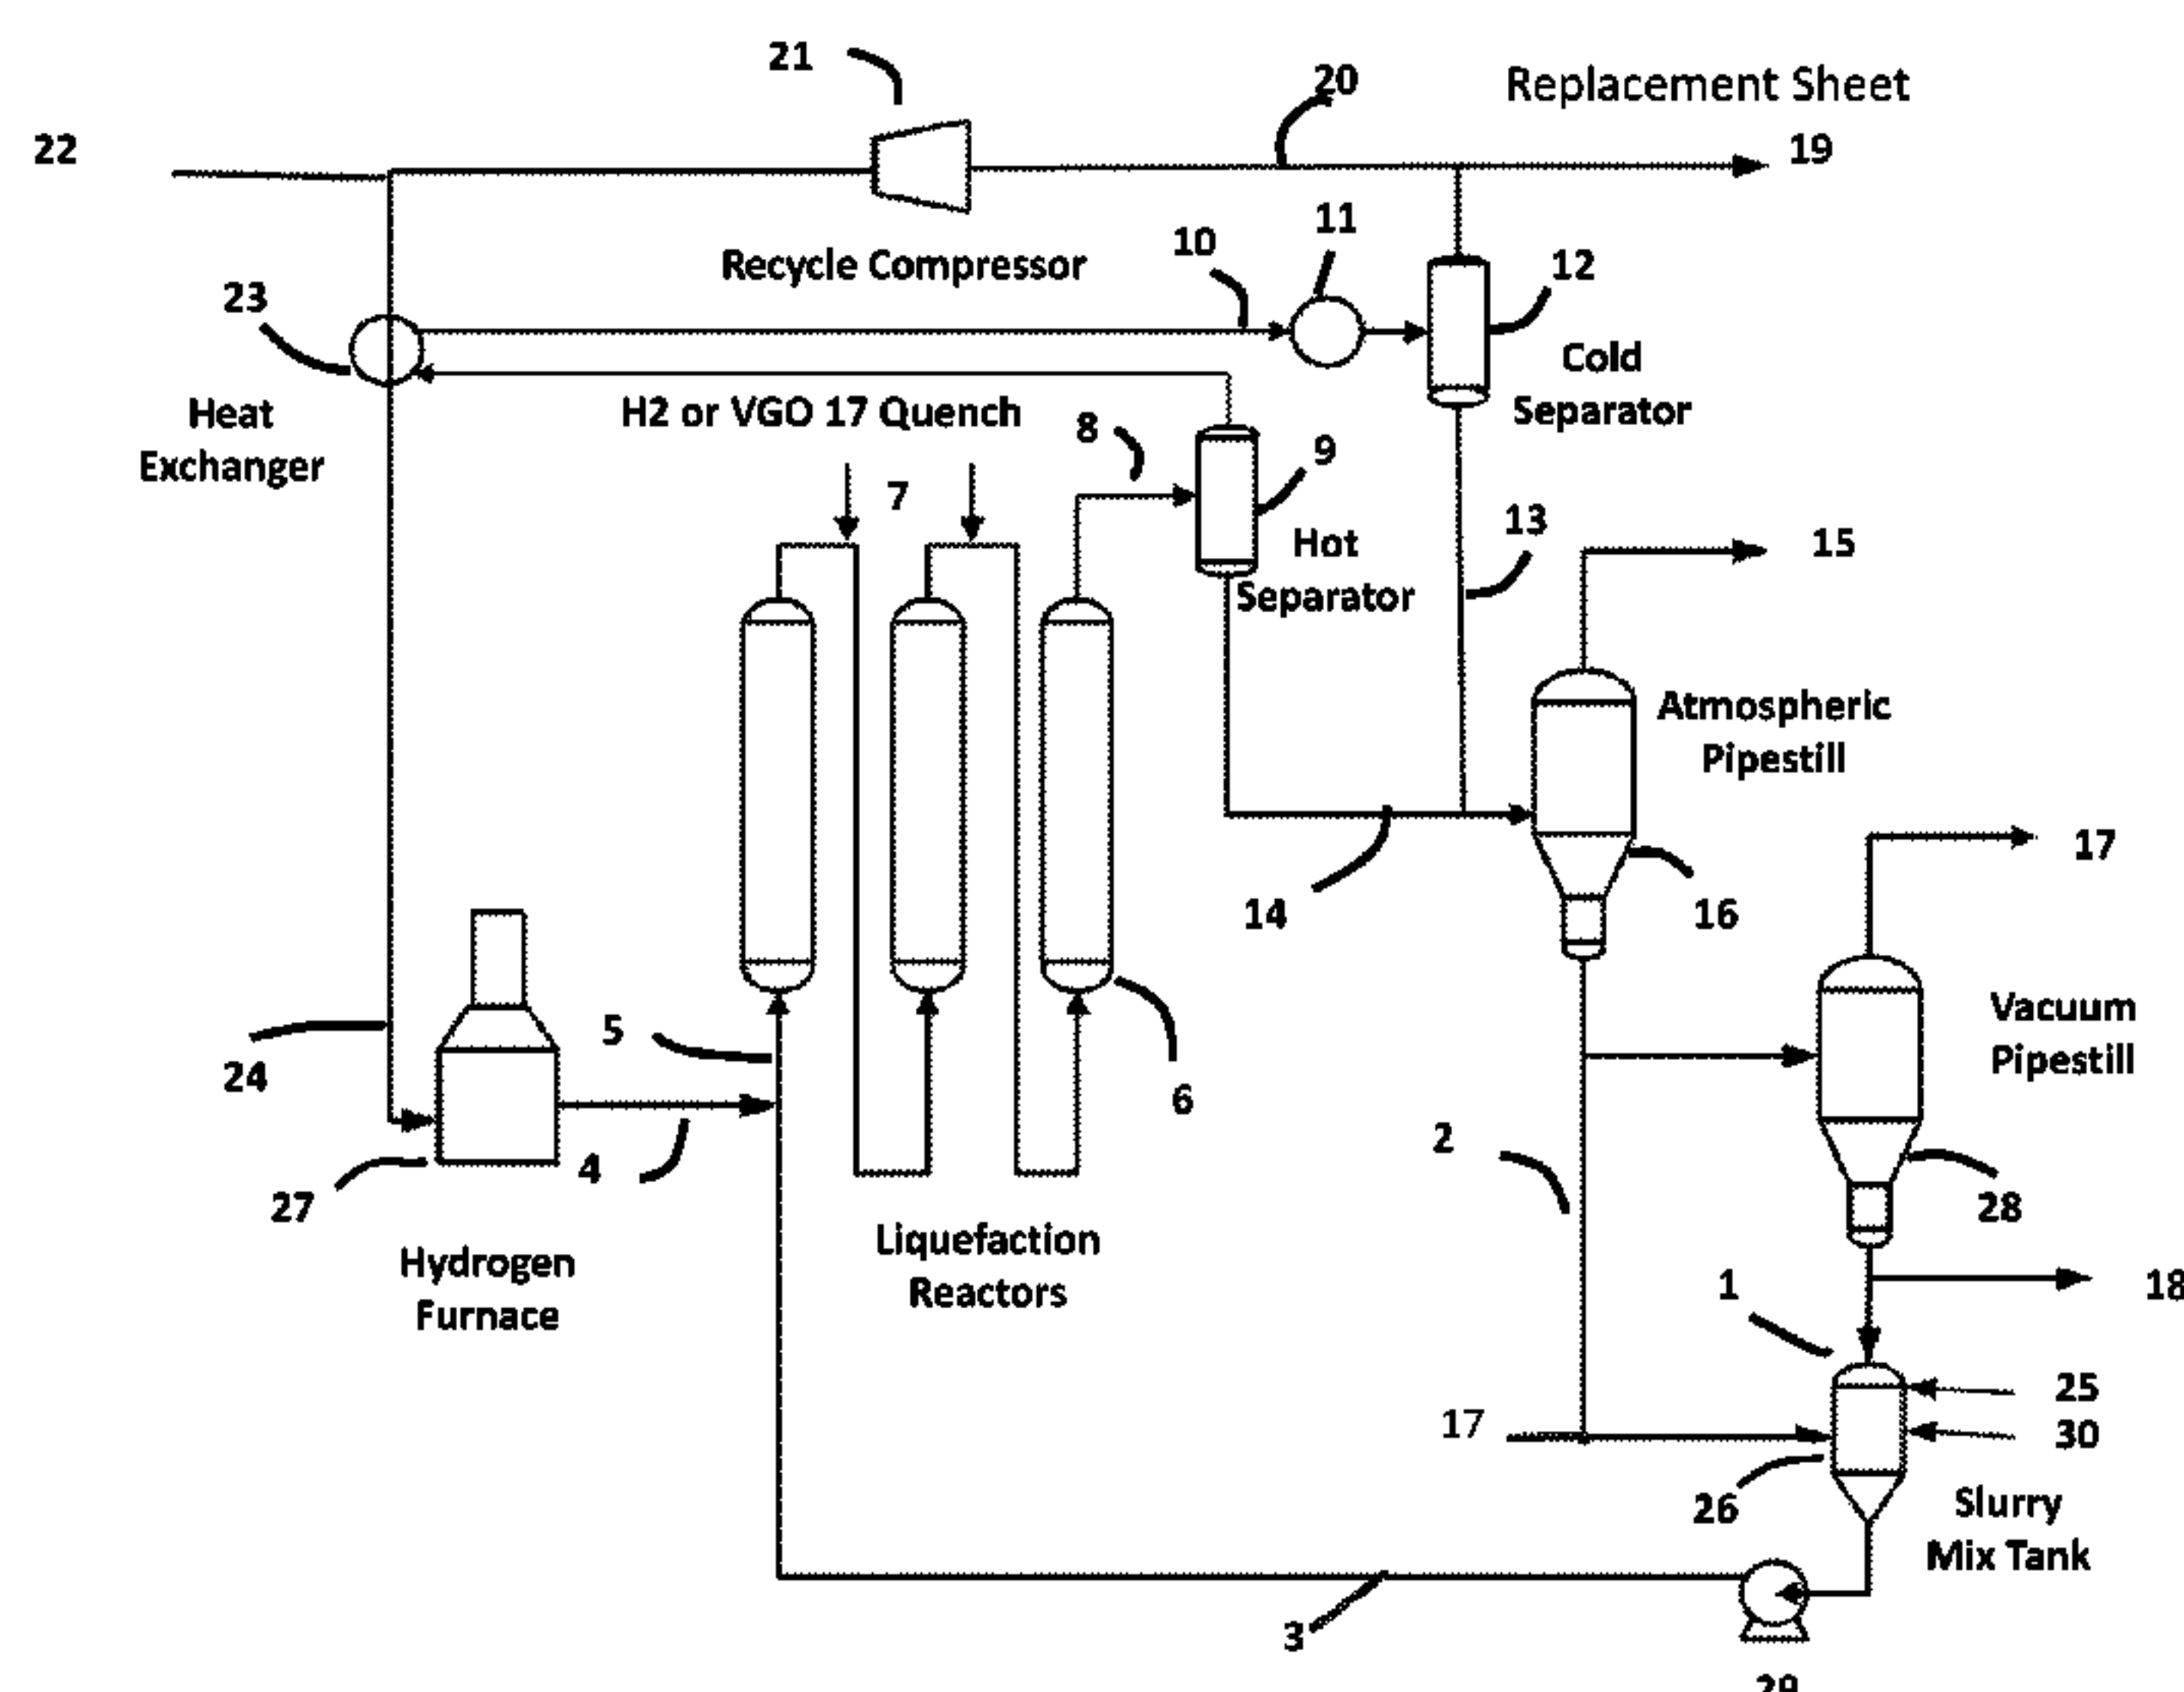 21
20
Replacement Sheet
22
19
11
10
Recycle Compressor
12
23
Cold
Separator
Heat
Exchanger
H2 or VGO 17 Quench
8
9
7
13
Hot
Separator
15
Atmospheric
Pipestill
17
14
16
Vacuum
Pipestill
5
24
6
2
4
27
28
Liquefaction
Reactors
Hydrogen
Furnace
1
18
25
17
30
26
Slurry
Mix Tank
3
29